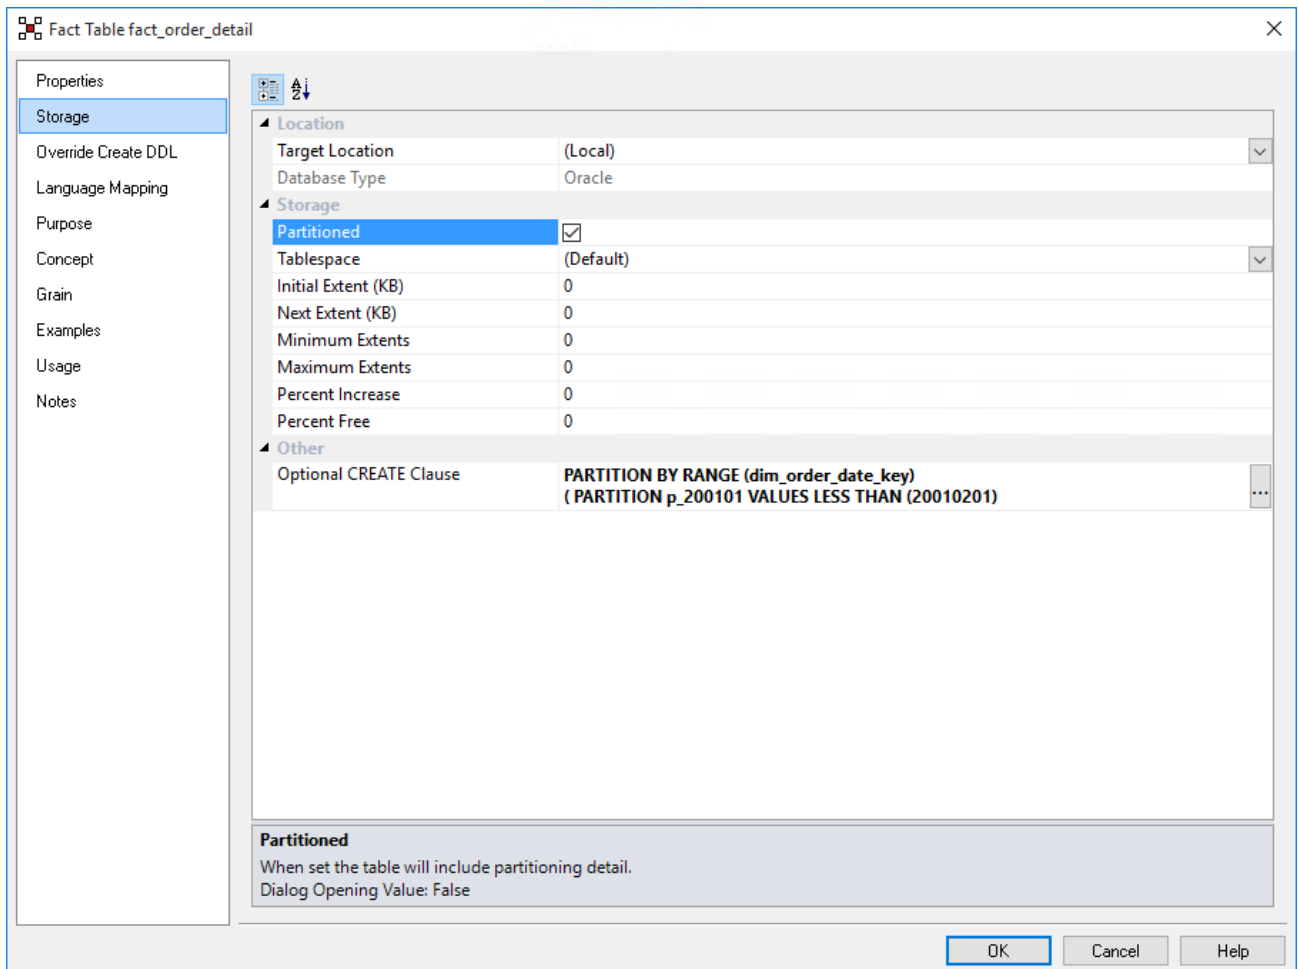 Fact Table fact_order_detail
Properties
Storage
Override Create DDL
Language Mapping
Purpose
Concept
Grain
Examples
Usage
Notes
Location
Target Location (Local)
Database Type Oracle
Storage
Partitioned
Tablespace (Default)
Initial Extent (KB) 0
Next Extent (KB) 0
Minimum Extents 0
Maximum Extents 0
Percent Increase 0
Percent Free 0
Other
Optional CREATE Clause PARTITION BY RANGE (dim_order_date_key)
( PARTITION p_200101 VALUES LESS THAN (20010201)
...
Partitioned
When set the table will include partitioning detail.
Dialog Opening Value: False
OK Cancel Help